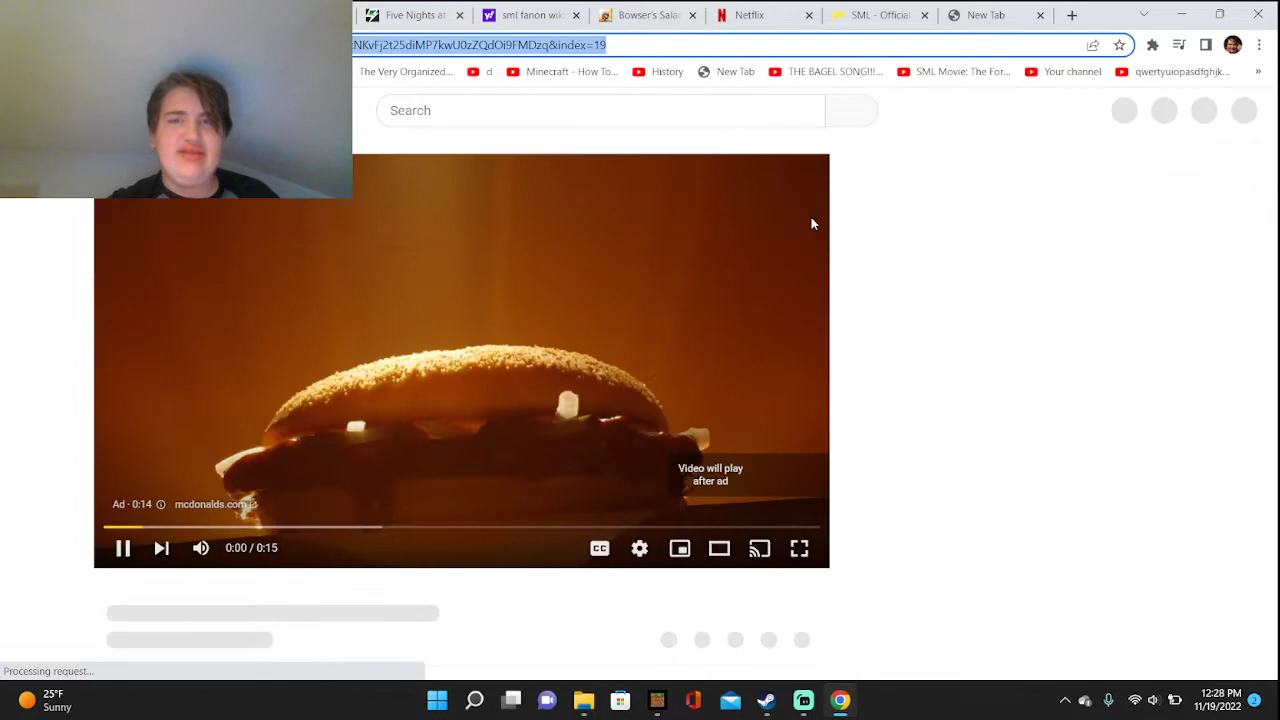 Five Nights at
sml fanon wiki
Bowser's Sala
Netflix
SML - Official
New Tab
NKvFj2t25diMP7kwU0zZQdOi9FMDzq&index=19
The Very Organized...
d
Minecraft - How To...
History
New Tab
THE BAGEL SONG!!!...
SML Movie: The For...
Your channel
qwertyuiopasdfghjk...
Search
Video will play
after ad
Ad · 0:14
mcdonalds.com
0:00 / 0:15
CC
Processing request...
25°F
Sunny
12:28 PM
11/19/2022
2